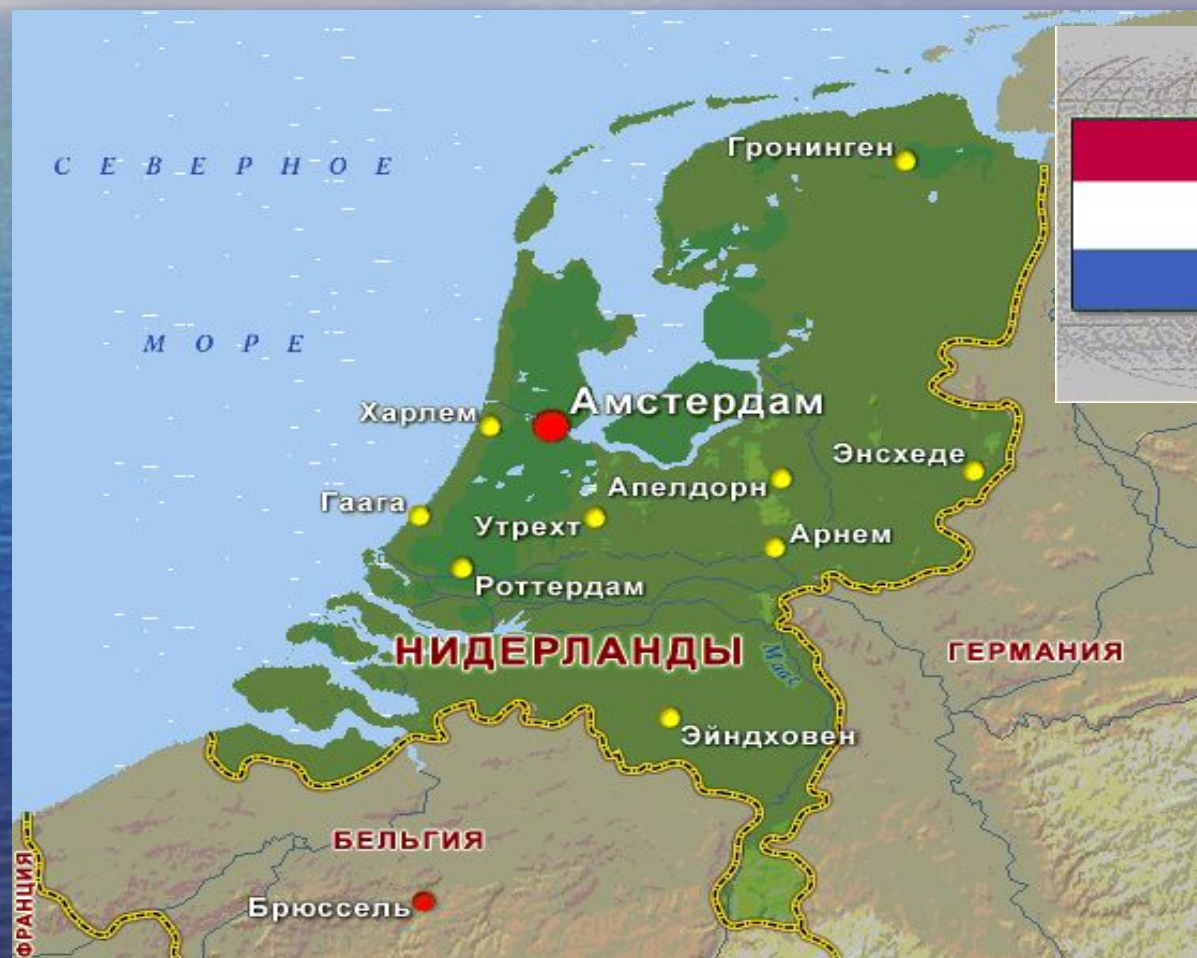 Гронинген
СЕВЕРНОЕ
МОРЕ
Амстердам
Харлем
Энсхеде
Апелдорн
Гаага
Утрехт
Арнем
Роттердам
НИДЕРЛАНДЫ
Маас
ГЕРМАНИЯ
Эйндховен
БЕЛЬГИЯ
ФРАНЦИЯ
Брюссель